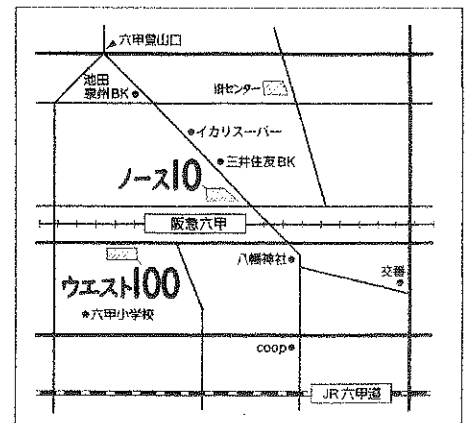 六甲登山口
池田
泉州BK
旧センター
イカリスーパー
三井住友BK
ノース10
阪急六甲
八幡神社
交番
ウエスト100
六甲小学校
coop
JR六甲道